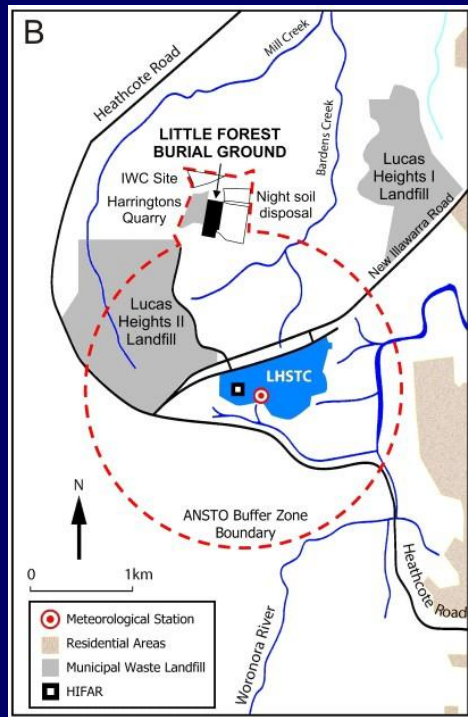 B
Heathcote Road
Mill Creek
Bardens Creek
LITTLE FOREST
BURIAL GROUND
IWC Site
Harringtons
Quarry
Night soil
disposal
Lucas
Heights I
Landfill
New Illawarra Road
Lucas
Heights II
Landfill
LHSTC
N
ANSTO Buffer Zone
Boundary
0 1km
Woronora River
Heathcote Road
Meteorological Station
Residential Areas
Municipal Waste Landfill
HIFAR